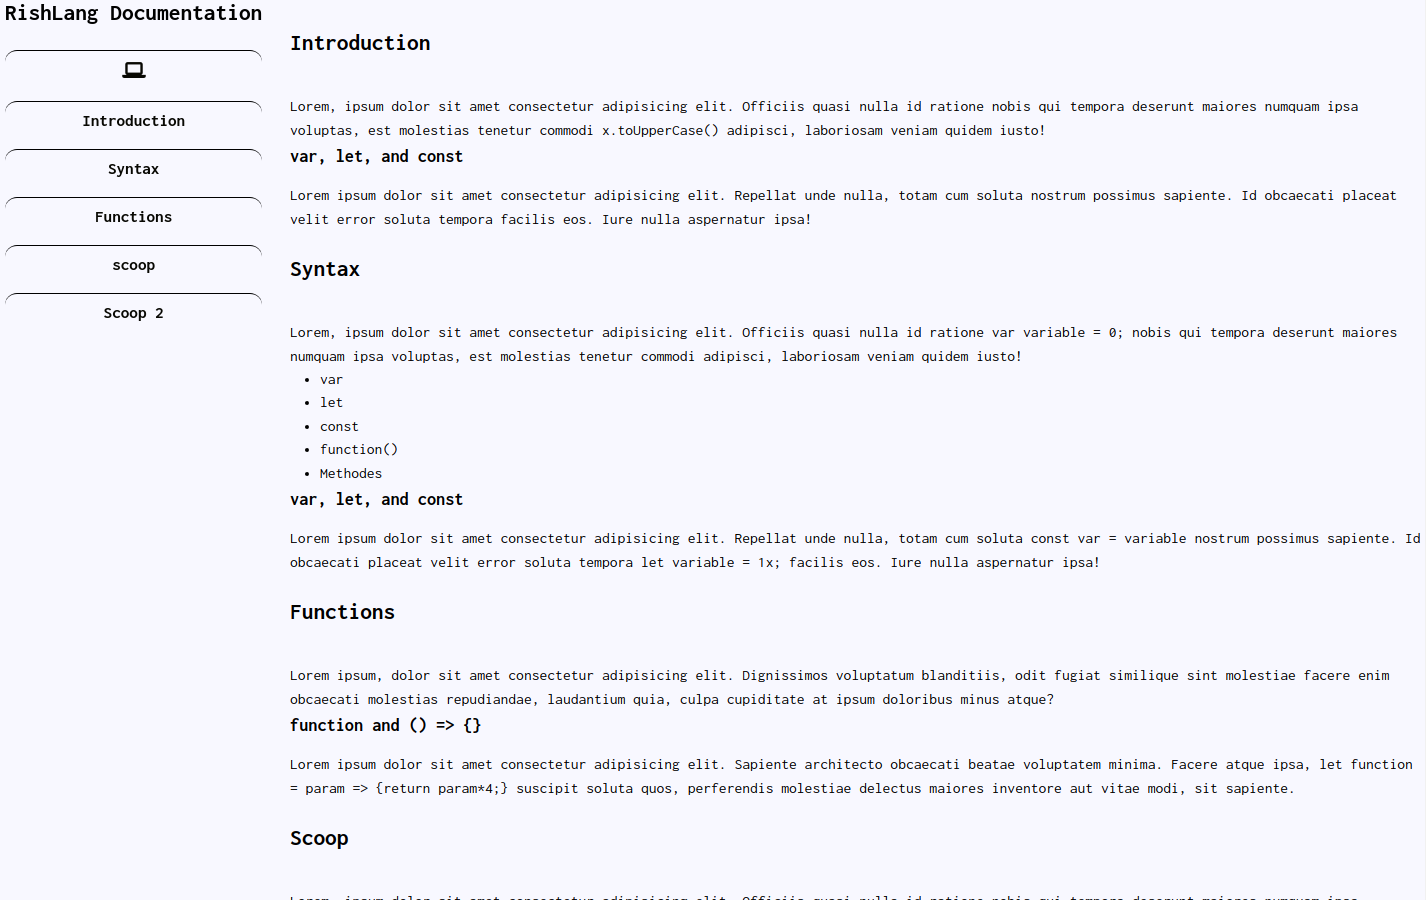 RishLang Documentation
Introduction
Syntax
Functions
scoop
Scoop 2
Introduction
Lorem, ipsum dolor sit amet consectetur adipisicing elit. Officiis quasi nulla id ratione nobis qui tempora deserunt maiores numquam ipsa
voluptas, est molestias tenetur commodi x.toUpperCase() adipisci, laboriosam veniam quidem iusto!
var, let, and const
Lorem ipsum dolor sit amet consectetur adipisicing elit. Repellat unde nulla, totam cum soluta nostrum possimus sapiente. Id obcaecati placeat
velit error soluta tempora facilis eos. Iure nulla aspernatur ipsa!
Syntax
Lorem, ipsum dolor sit amet consectetur adipisicing elit. Officiis quasi nulla id ratione var variable = 0; nobis qui tempora deserunt maiores
numquam ipsa voluptas, est molestias tenetur commodi adipisci, laboriosam veniam quidem iusto!
• var
• let
• const
• function()
• Methodes
var, let, and const
Lorem ipsum dolor sit amet consectetur adipisicing elit. Repellat unde nulla, totam cum soluta const var = variable nostrum possimus sapiente. Id
obcaecati placeat velit error soluta tempora let variable = 1x; facilis eos. Iure nulla aspernatur ipsa!
Functions
Lorem ipsum, dolor sit amet consectetur adipisicing elit. Dignissimos voluptatum blanditiis, odit fugiat similique sint molestiae facere enim
obcaecati molestias repudiandae, laudantium quia, culpa cupiditate at ipsum doloribus minus atque?
function and () => {}
Lorem ipsum dolor sit amet consectetur adipisicing elit. Sapiente architecto obcaecati beatae voluptatem minima. Facere atque ipsa, let function
= param => {return param*4;} suscipit soluta quos, perferendis molestiae delectus maiores inventore aut vitae modi, sit sapiente.
Scoop